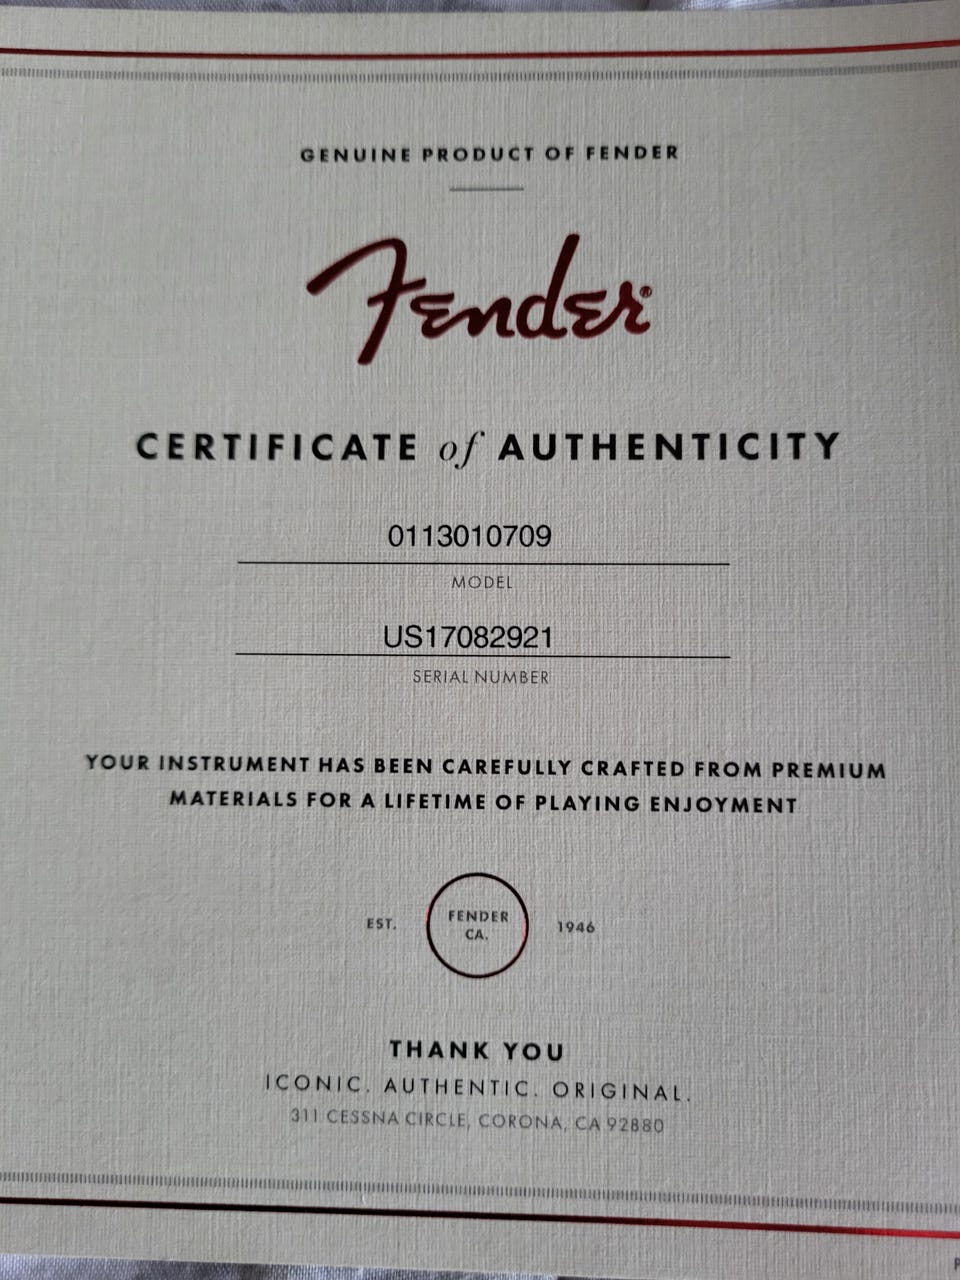 GENUINE PRODUCT OF FENDER
Fender®
CERTIFICATE of AUTHENTICITY
0113010709
MODEL
US17082921
SERIAL NUMBER
YOUR INSTRUMENT HAS BEEN CAREFULLY CRAFTED FROM PREMIUM
MATERIALS FOR A LIFETIME OF PLAYING ENJOYMENT
EST. FENDER CA. 1946
THANK YOU
ICONIC. AUTHENTIC. ORIGINAL.
311 CESSNA CIRCLE, CORONA, CA 92880